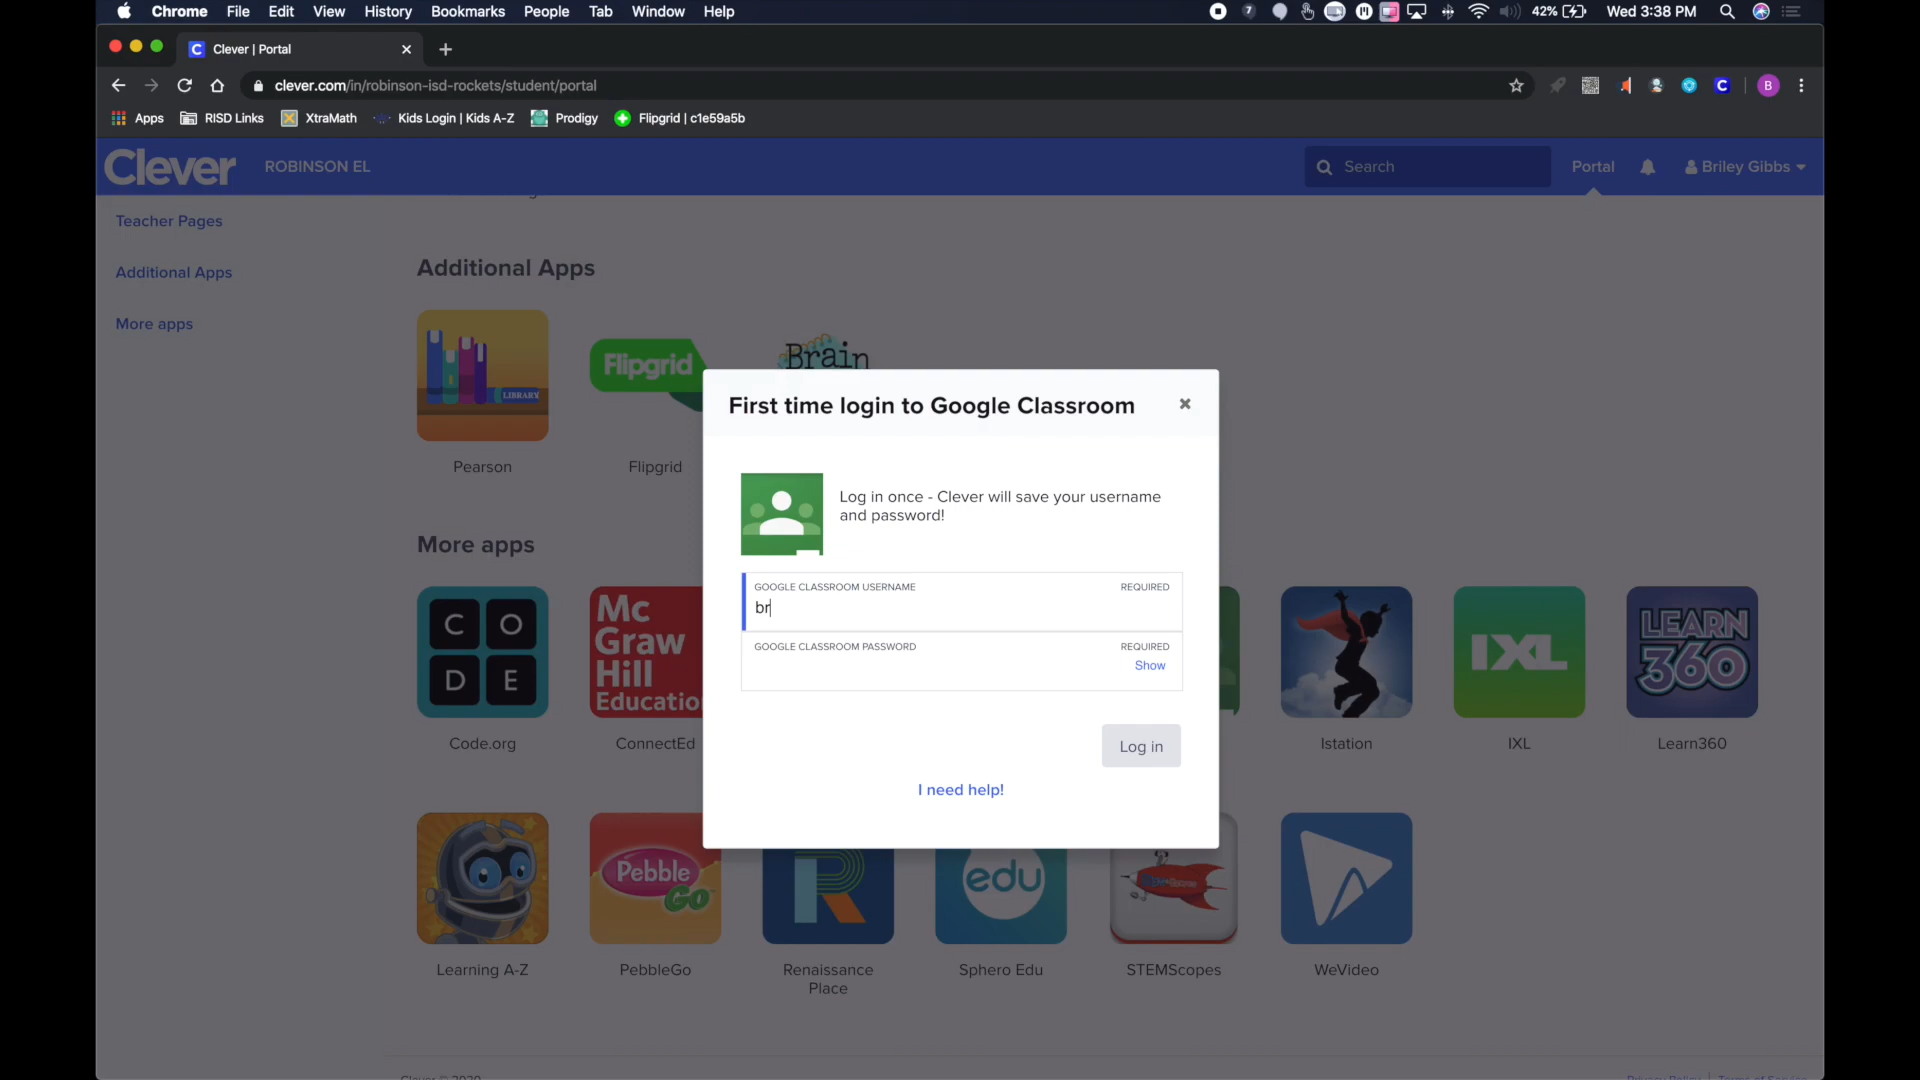 Chrome File Edit View History Bookmarks People Tab Window Help
7 42% Wed 3:38 PM
C Clever | Portal
clever.com/in/robinson-isd-rockets/student/portal
C B
Apps RISD Links XtraMath Kids Login | Kids A-Z Prodigy Flipgrid | c1e59a5b
Clever ROBINSON EL Search Portal Briley Gibbs
Teacher Pages
Additional Apps
More apps
Additional Apps
LIBRARY
Flipgrid
Brain
Pearson
Flipgrid
First time login to Google Classroom
Log in once - Clever will save your username
and password!
GOOGLE CLASSROOM USERNAME REQUIRED
br
GOOGLE CLASSROOM PASSWORD REQUIRED
Show
Log in
I need help!
More apps
C O
D E
Mc
Graw
Hill
IXL
LEARN
360
Code.org
ConnectEd
Istation
IXL
Learn360
Pebble
Go
R
edu
Learning A-Z
PebbleGo
Renaissance
Place
Sphero Edu
STEMScopes
WeVideo